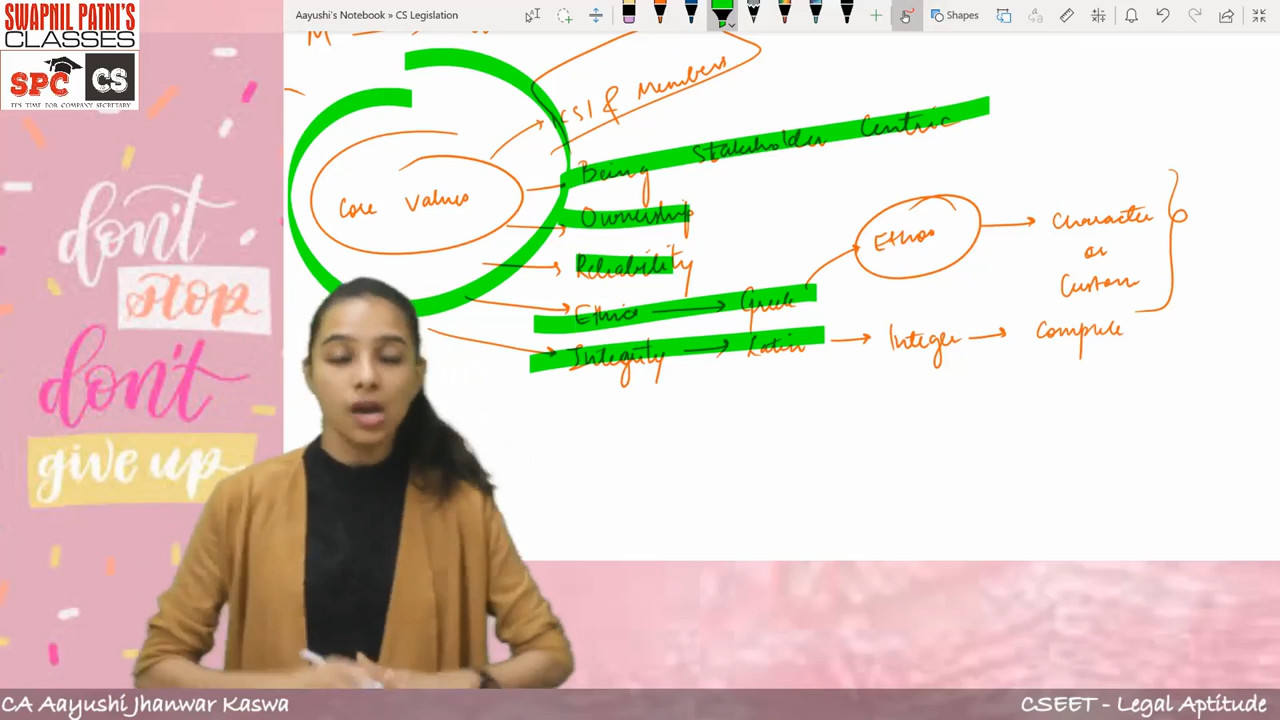 SWAPNIL PATNI'S
CLASSES
SPC CS
IT'S TIME FOR COMPANY SECRETARY
Aayushi's Notebook » CS Legislation
Shapes
M
ICSI & Members
Being Stakeholder Centric
Core Values
Ownership
Reliability
Ethics → Greek
Ethos → Character
or
Custom
Integrity → Latin → Integer → Compute
don't
stop
don't
give up
CA Aayushi Jhanwar Kaswa
CSEET - Legal Aptitude